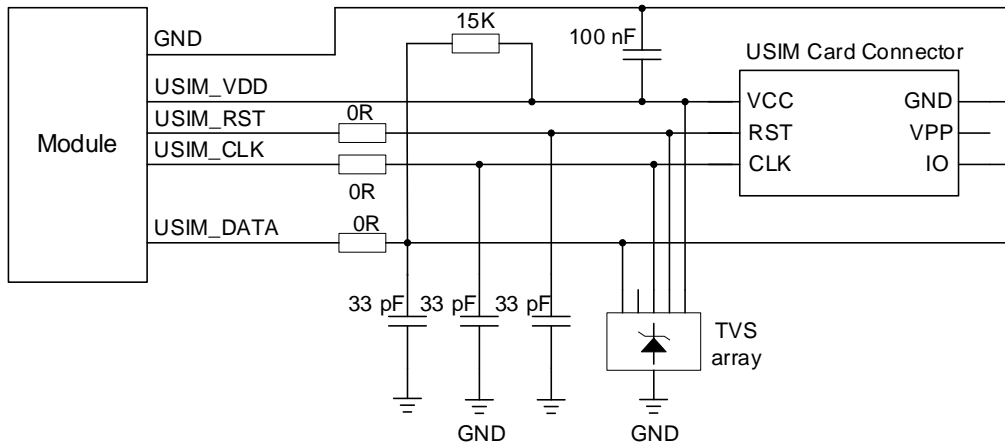 15K
GND
100 nF
USIM Card Connector
USIM_VDD
VCC
GND
USIM_RST
0R
RST
VPP
Module
USIM_CLK
CLK
IO
0R
USIM_DATA
0R
33 pF
33 pF
33 pF
TVS
array
GND
GND